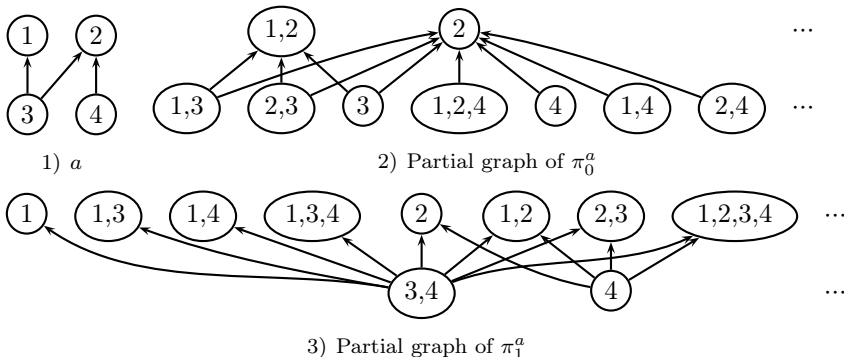 1 2 1,2 2 ...
3 4 1,3 2,3 3 1,2,4 4 1,4 2,4 ...
1) a 2) Partial graph of π₀ᵃ
1 1,3 1,4 1,3,4 2 1,2 2,3 1,2,3,4 ...
3,4 4 ...
3) Partial graph of π₁ᵃ